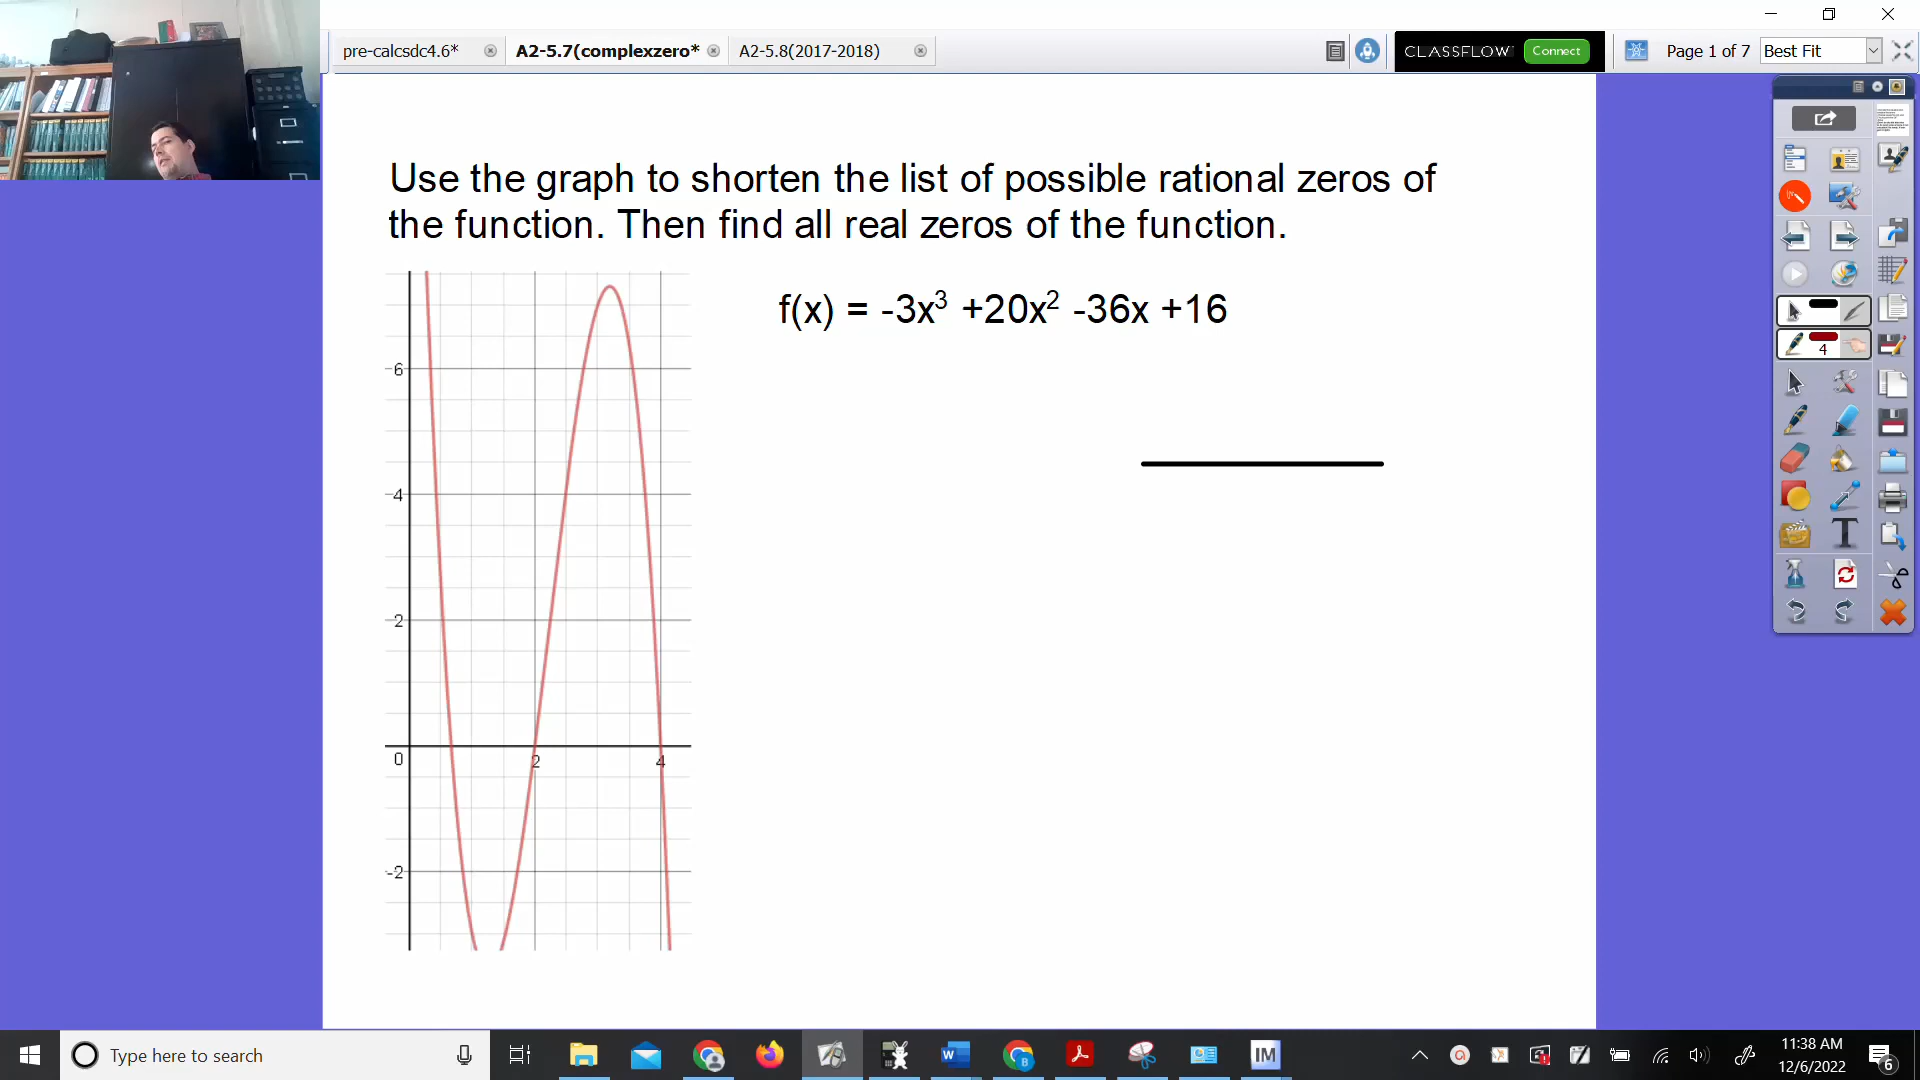 pre-calcsdc4.6*
A2-5.7(complexzero*
A2-5.8(2017-2018)
CLASSFLOW
Connect
Page 1 of 7
Best Fit
Use the graph to shorten the list of possible rational zeros of
the function. Then find all real zeros of the function.
f(x) = -3x³ +20x² -36x +16
6
4
2
0
2
4
-2
4
T
Type here to search
W
B
IM
11:38 AM
12/6/2022
6